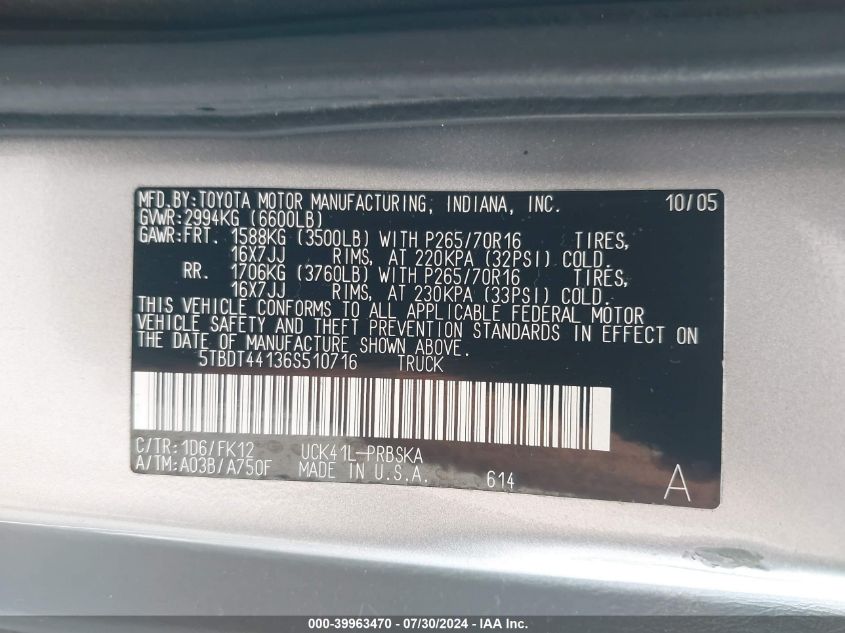 MFD.BY:TOYOTA MOTOR MANUFACTURING, INDIANA, INC. 10/05
GVWR:2994KG (6600LB)
GAWR:FRT. 1588KG (3500LB) WITH P265/70R16 TIRES,
16X7JJ RIMS, AT 220KPA (32PSI) COLD.
RR. 1706KG (3760LB) WITH P265/70R16 TIRES,
16X7JJ RIMS, AT 230KPA (33PSI) COLD.
THIS VEHICLE CONFORMS TO ALL APPLICABLE FEDERAL MOTOR
VEHICLE SAFETY AND THEFT PREVENTION STANDARDS IN EFFECT ON
THE DATE OF MANUFACTURE SHOWN ABOVE.
5TBDT44136S510716 TRUCK
C/TR:1D6/FK12 UCK41L-PRBSKA
A/TM:A03B/A750F MADE IN U.S.A. 614 A
000-39963470 - 07/30/2024 - IAA Inc.